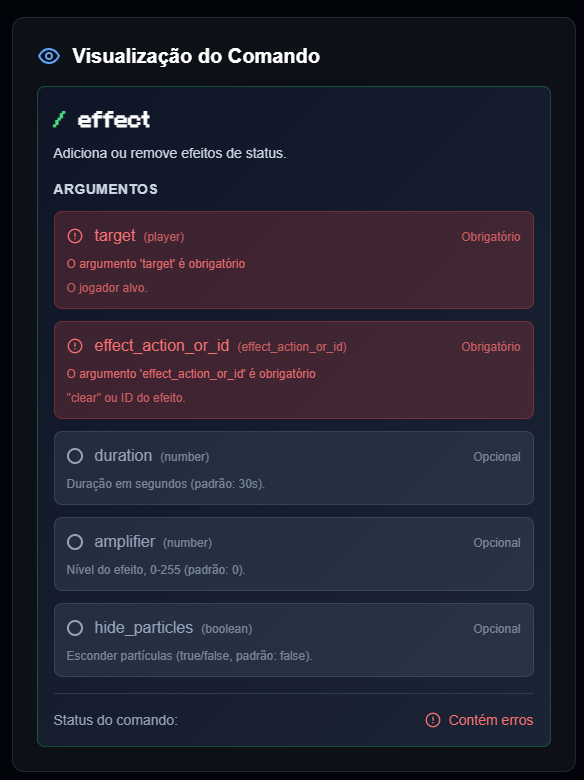 Visualização do Comando
/ effect
Adiciona ou remove efeitos de status.
ARGUMENTOS
target (player) Obrigatório
O argumento 'target' é obrigatório
O jogador alvo.
effect_action_or_id (effect_action_or_id) Obrigatório
O argumento 'effect_action_or_id' é obrigatório
"clear" ou ID do efeito.
duration (number) Opcional
Duração em segundos (padrão: 30s).
amplifier (number) Opcional
Nível do efeito, 0-255 (padrão: 0).
hide_particles (boolean) Opcional
Esconder partículas (true/false, padrão: false).
Status do comando: Contém erros